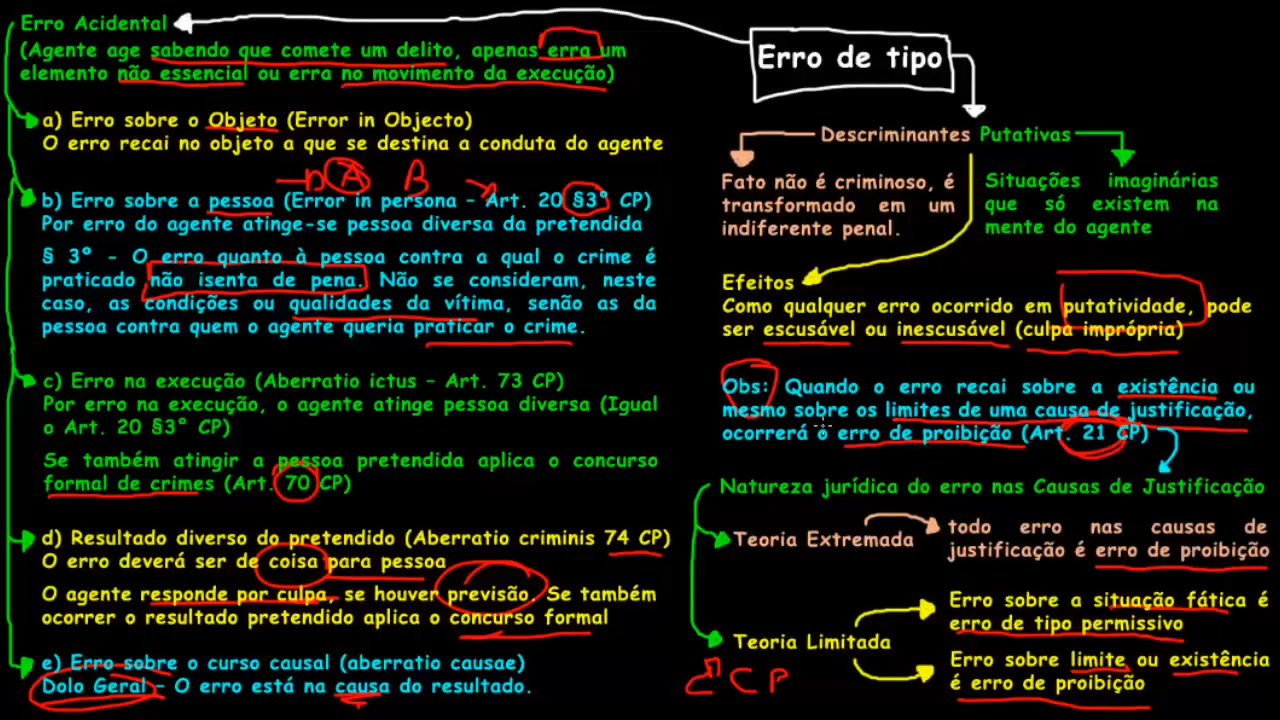 Erro de tipo
Erro Acidental
(Agente age sabendo que comete um delito, apenas erra um
elemento não essencial ou erra no movimento da execução)
a) Erro sobre o Objeto (Error in Objecto)
O erro recai no objeto a que se destina a conduta do agente
A B
b) Erro sobre a pessoa (Error in persona – Art. 20 §3º CP)
Por erro do agente atinge-se pessoa diversa da pretendida
§ 3º - O erro quanto à pessoa contra a qual o crime é
praticado não isenta de pena. Não se consideram, neste
caso, as condições ou qualidades da vítima, senão as da
pessoa contra quem o agente queria praticar o crime.
c) Erro na execução (Aberratio ictus – Art. 73 CP)
Por erro na execução, o agente atinge pessoa diversa (Igual
o Art. 20 §3º CP)
Se também atingir a pessoa pretendida aplica o concurso
formal de crimes (Art. 70 CP)
d) Resultado diverso do pretendido (Aberratio criminis 74 CP)
O erro deverá ser de coisa para pessoa
O agente responde por culpa, se houver previsão. Se também
ocorrer o resultado pretendido aplica o concurso formal
e) Erro sobre o curso causal (aberratio causae)
Dolo Geral – O erro está na causa do resultado.
Descriminantes Putativas
Fato não é criminoso, é
transformado em um
indiferente penal.
Situações imaginárias
que só existem na
mente do agente
Efeitos
Como qualquer erro ocorrido em putatividade, pode
ser escusável ou inescusável (culpa imprópria)
Obs: Quando o erro recai sobre a existência ou
mesmo sobre os limites de uma causa de justificação,
ocorrerá o erro de proibição (Art. 21 CP)
Natureza jurídica do erro nas Causas de Justificação
Teoria Extremada
todo erro nas causas de
justificação é erro de proibição
Teoria Limitada
Erro sobre a situação fática é
erro de tipo permissivo
Erro sobre limite ou existência
é erro de proibição
CP